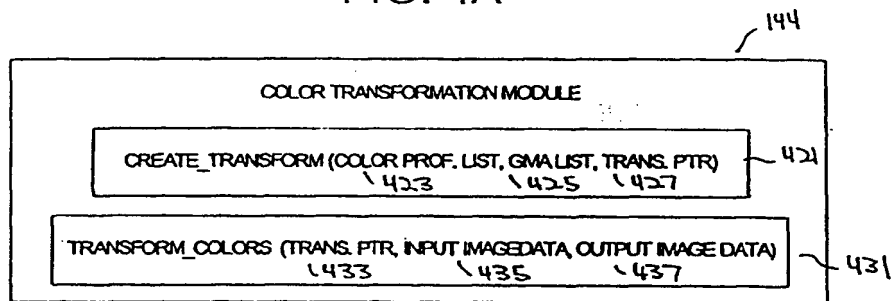 144
COLOR TRANSFORMATION MODULE
CREATE_TRANSFORM (COLOR PROF. LIST, GMA LIST, TRANS. PTR)
421
423 425 427
TRANSFORM_COLORS (TRANS. PTR, INPUT IMAGEDATA, OUTPUT IMAGE DATA)
431
433 435 437